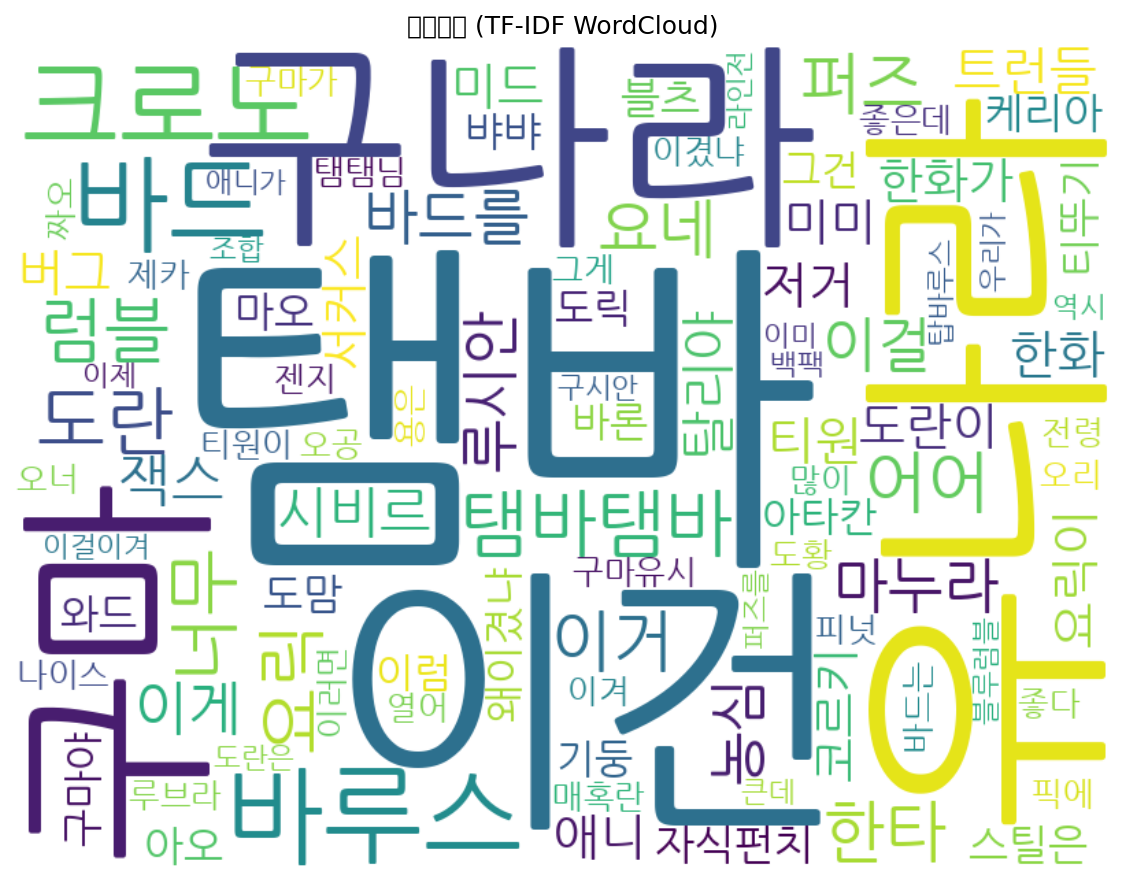 (TF-IDF WordCloud)
크로노
구마가
구나라
미드
뱌뱌
블츠
라인전
이겼냐
퍼즈
트런들
좋은데
케리아
그건
한화가
티뚜기
바드
애니가
탬탬님
짜오
바드를
요네
미미
조합
버그
제카
서커스
그게
저거
우리가
탑바루스
역시
럼블
마오
탬바
도릭
루시안
탈리야
이미
백팩
이걸
한화
이제
젠지
구시안
바론
용은
도란
티원이
오공
티원
도란이
전령
오너
잭스
많이
어어
오리
시비르
탬바탬바
아타칸
이걸이겨
도황
구마유시
너무
도맘
와드
마누라
요릭이
퍼즈를
피넛
이건
이거
왜이겼냐
요릭
이러면
이럼
열어
이겨
나이스
이게
농심
코르키
바드는
블루럼블
좋다
구마야
도란은
기둥
루브라
바루스
매혹란
큰데
픽에
아오
애니
자식펀치
한타
스틸은